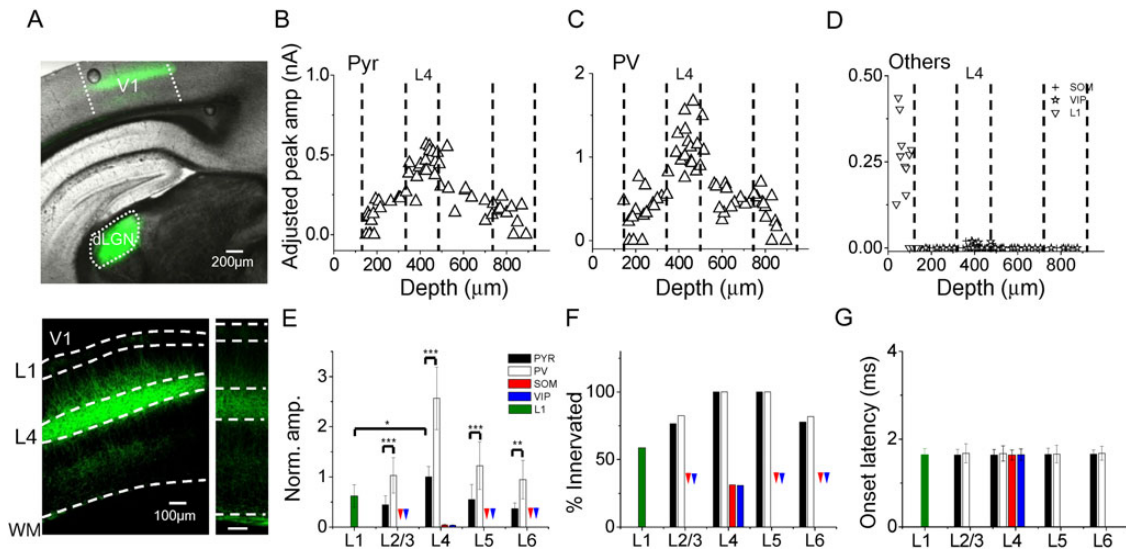 A
V1
dLGN
200μm
V1
L1
L4
WM
100μm
B
Pyr
L4
Adjusted peak amp (nA)
1.0
0.5
0.0
0 200 400 600 800
Depth (μm)
C
PV
L4
2
1
0
0 200 400 600 800
Depth (μm)
D
Others
L4
SOM
VIP
L1
0.50
0.25
0.00
0 200 400 600 800
Depth (μm)
E
Norm. amp.
3
2
1
0
***
*
***
***
**
PYR
PV
SOM
VIP
L1
L1 L2/3 L4 L5 L6
F
% Innervated
100
50
0
L1 L2/3 L4 L5 L6
G
Onset latency (ms)
4
2
0
L1 L2/3 L4 L5 L6